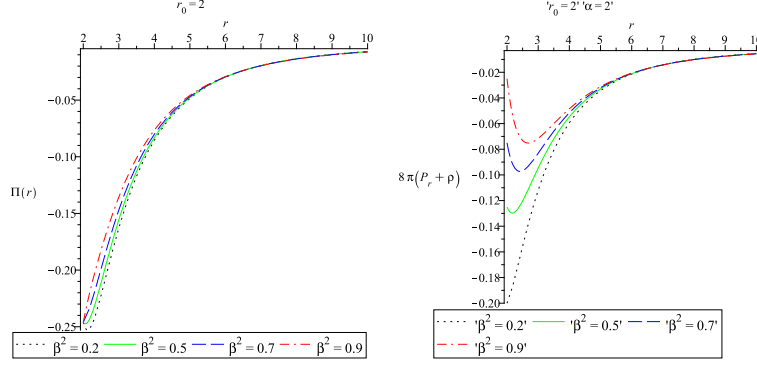 r₀ = 2
r
2 3 4 5 6 7 8 9 10
−0.05
−0.10
−0.15
−0.20
−0.25
Π(r)
β² = 0.2 β² = 0.5 β² = 0.7 β² = 0.9
'r₀ = 2' 'α = 2'
r
2 3 4 5 6 7 8 9 10
−0.02
−0.04
−0.06
−0.08
−0.10
−0.12
−0.14
−0.16
−0.18
−0.20
8 π(Pᵣ + ρ)
'β² = 0.2' 'β² = 0.5' 'β² = 0.7'
'β² = 0.9'